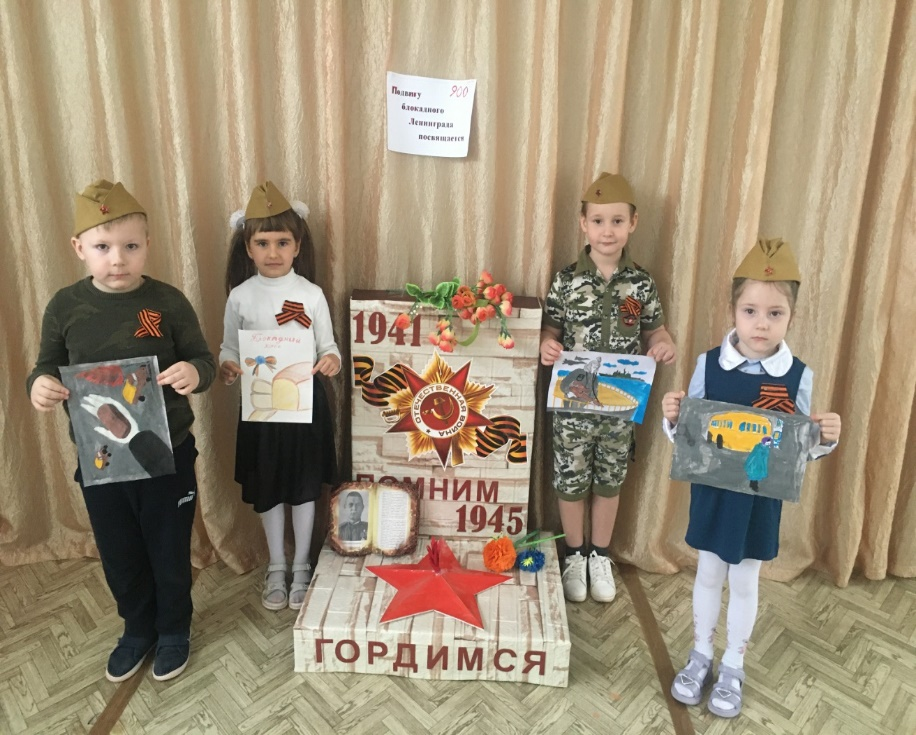 Подвигу 900
блокадного
Ленинграда
посвящается
1941
ОТЕЧЕСТВЕННАЯ ВОЙНА
ПОМНИМ
1945
ГОРДИМСЯ